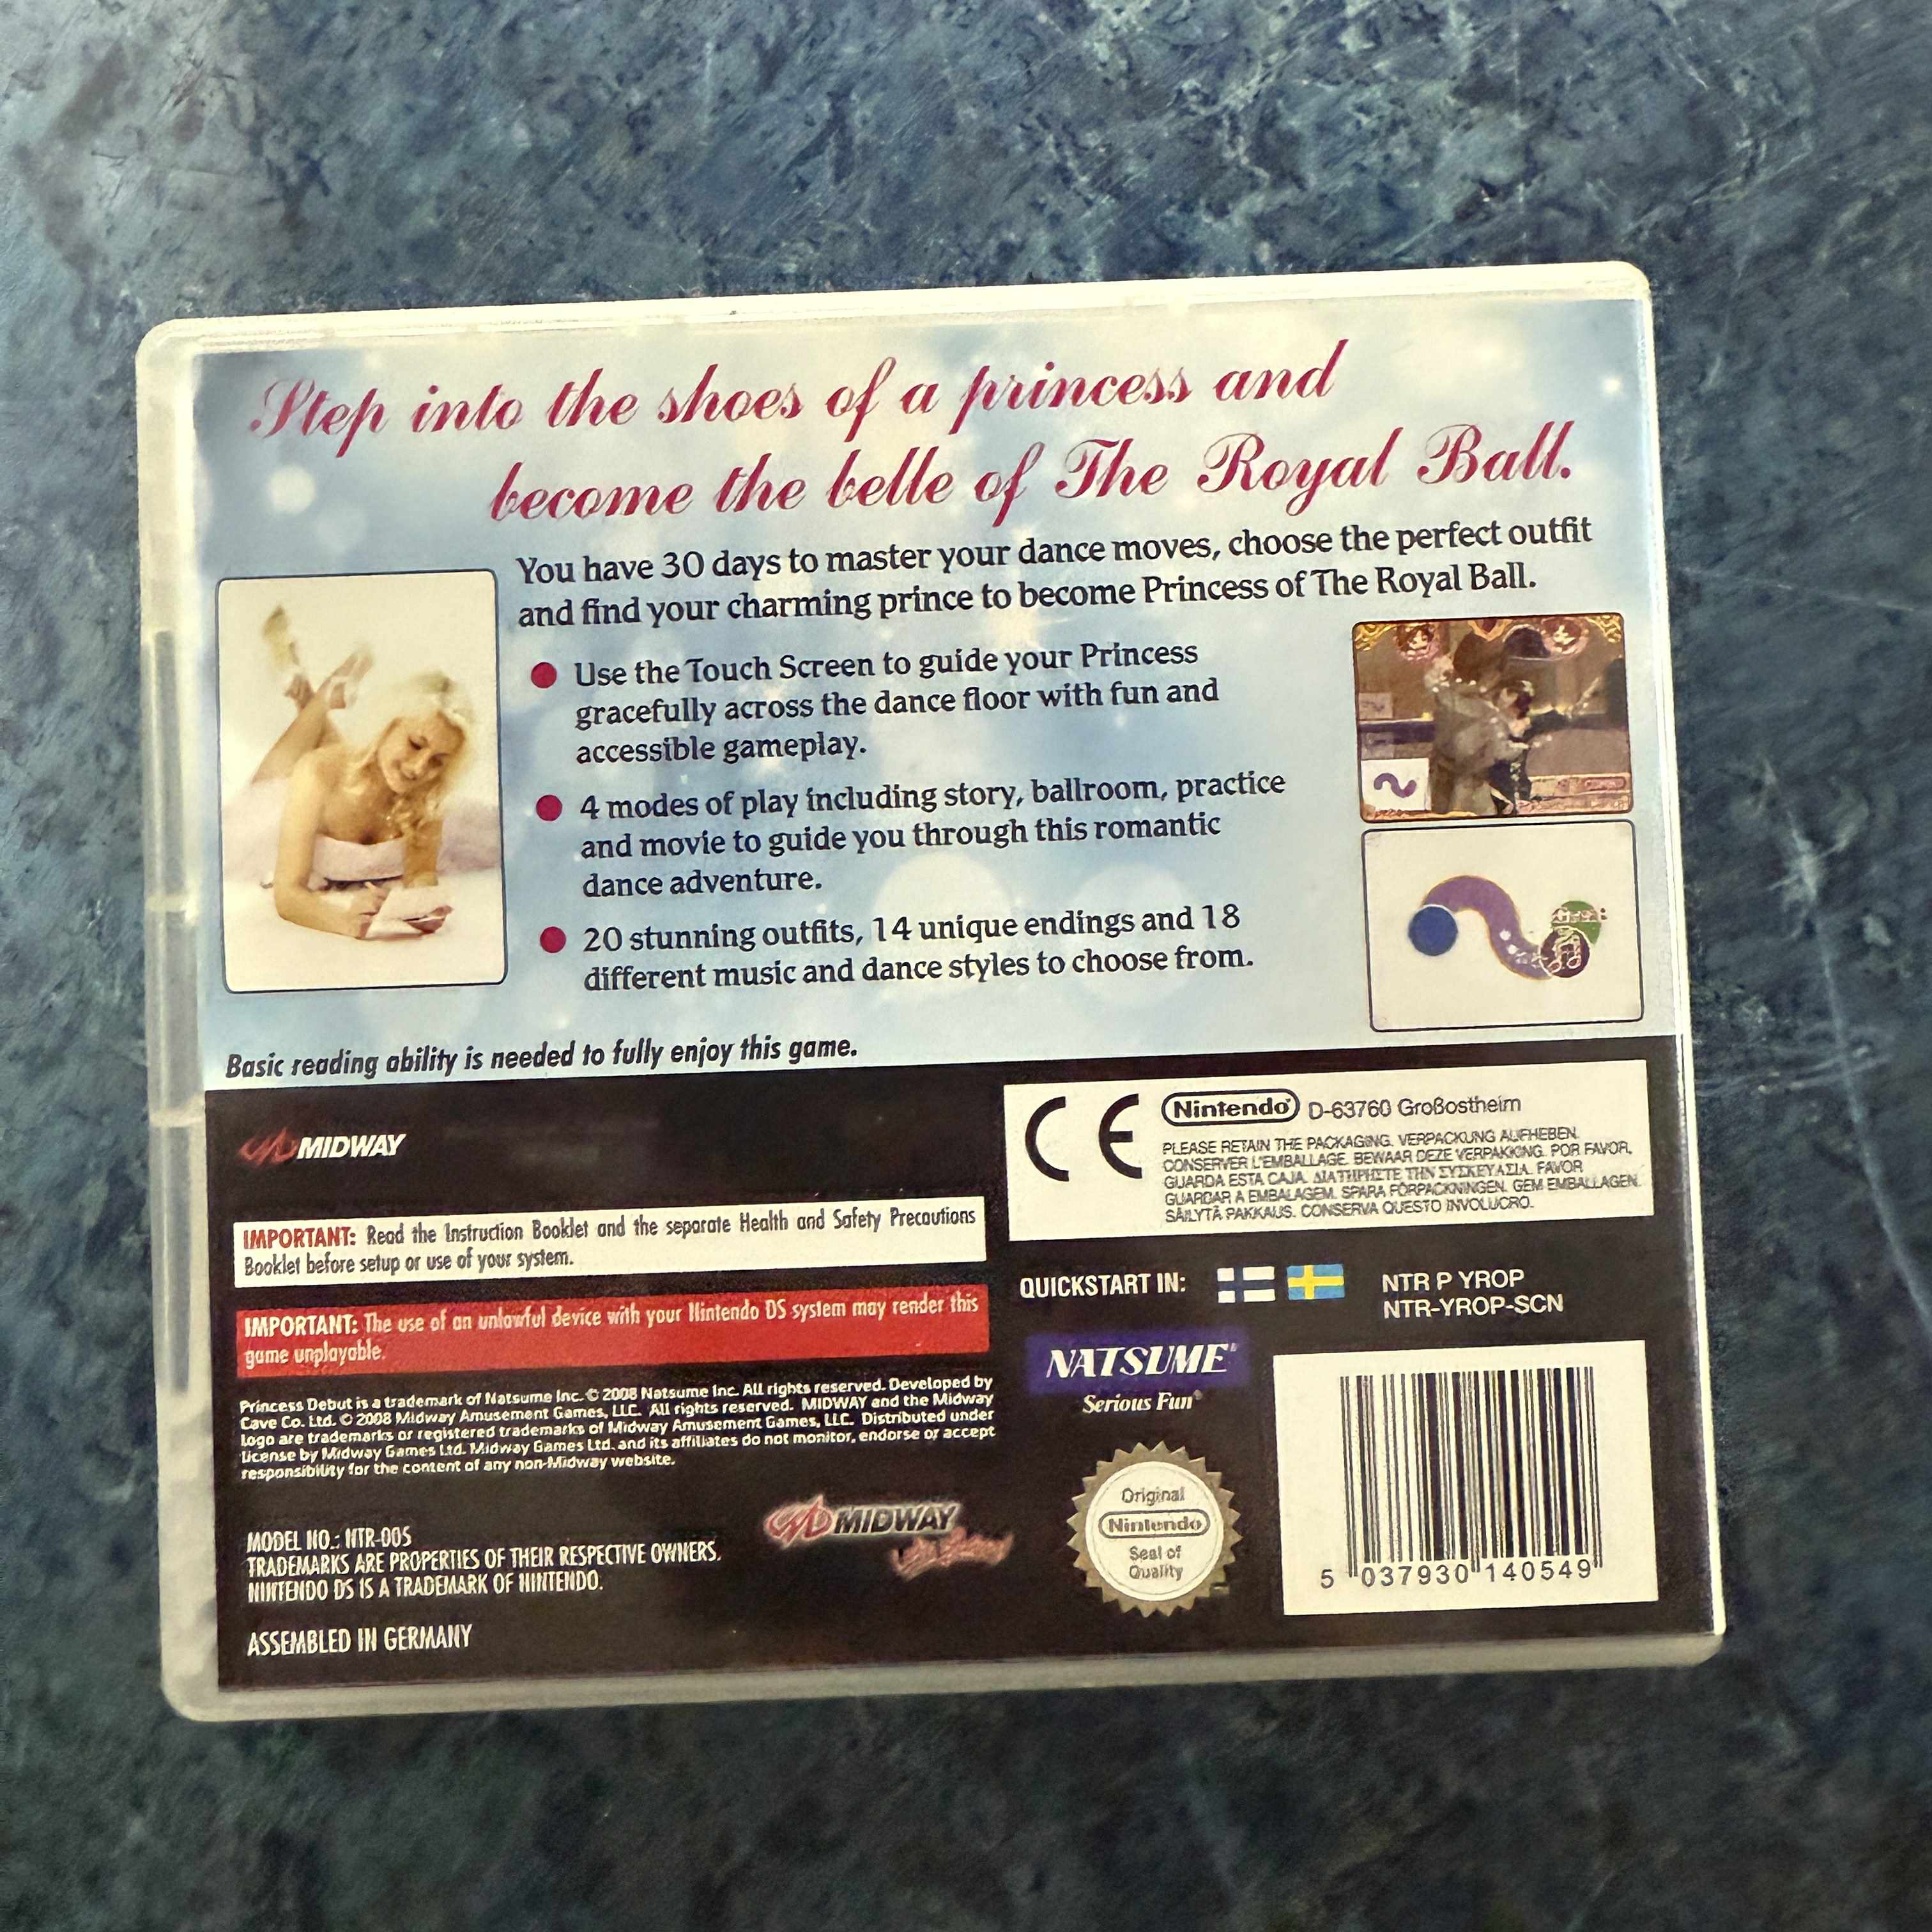 Step into the shoes of a princess and
become the belle of The Royal Ball.
You have 30 days to master your dance moves, choose the perfect outfit
and find your charming prince to become Princess of The Royal Ball.
Use the Touch Screen to guide your Princess
gracefully across the dance floor with fun and
accessible gameplay.
4 modes of play including story, ballroom, practice
and movie to guide you through this romantic
dance adventure.
20 stunning outfits, 14 unique endings and 18
different music and dance styles to choose from.
Basic reading ability is needed to fully enjoy this game.
MIDWAY
IMPORTANT: Read the Instruction Booklet and the separate Health and Safety Precautions
Booklet before setup or use of your system.
IMPORTANT: The use of an unlawful device with your Nintendo DS system may render this
game unplayable.
Princess Debut is a trademark of Natsume Inc. © 2008 Natsume Inc. All rights reserved. Developed by
Cave Co. Ltd. © 2008 Midway Amusement Games, LLC. All rights reserved. MIDWAY and the Midway
Logo are trademarks or registered trademarks of Midway Amusement Games, LLC. Distributed under
license by Midway Games Ltd. Midway Games Ltd. and its affiliates do not monitor, endorse or accept
responsibility for the content of any non-Midway website.
MODEL NO.: NTR-005
TRADEMARKS ARE PROPERTIES OF THEIR RESPECTIVE OWNERS.
NINTENDO DS IS A TRADEMARK OF NINTENDO.
ASSEMBLED IN GERMANY
MIDWAY
CE
Nintendo D-63760 Großostheim
PLEASE RETAIN THE PACKAGING. VERPACKUNG AUFHEBEN.
CONSERVER L'EMBALLAGE. BEWAAR DEZE VERPAKKING. POR FAVOR,
GUARDA ESTA CAJA. ΔΙΑΤΗΡΗΣΤΕ ΤΗΝ ΣΥΣΚΕΥΑΣΙΑ. FAVOR
GUARDAR A EMBALAGEM. SPARA FÖRPACKNINGEN. GEM EMBALLAGEN.
SÄILYTÄ PAKKAUS. CONSERVA QUESTO INVOLUCRO.
QUICKSTART IN:
NTR P YROP
NTR-YROP-SCN
NATSUME®
Serious Fun®
Original
Nintendo
Seal of
Quality
5 037930 140549